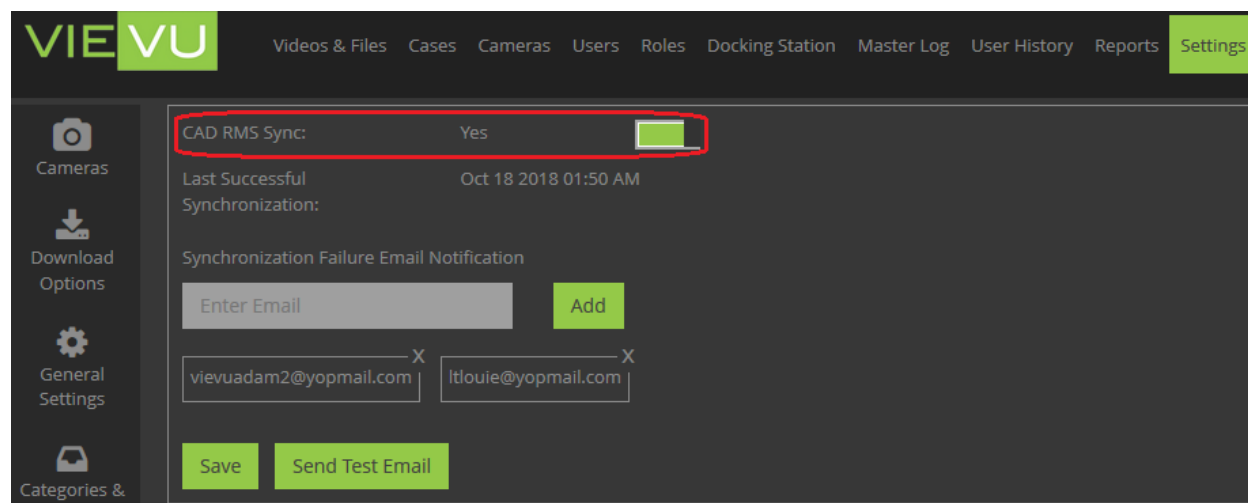 VIEVU
Videos & Files Cases Cameras Users Roles Docking Station Master Log User History Reports Settings
Cameras
Download
Options
General
Settings
Categories &
CAD RMS Sync: Yes
Last Successful Oct 18 2018 01:50 AM
Synchronization:
Synchronization Failure Email Notification
Enter Email Add
vievuadam2@yopmail.com X ltlouie@yopmail.com X
Save Send Test Email